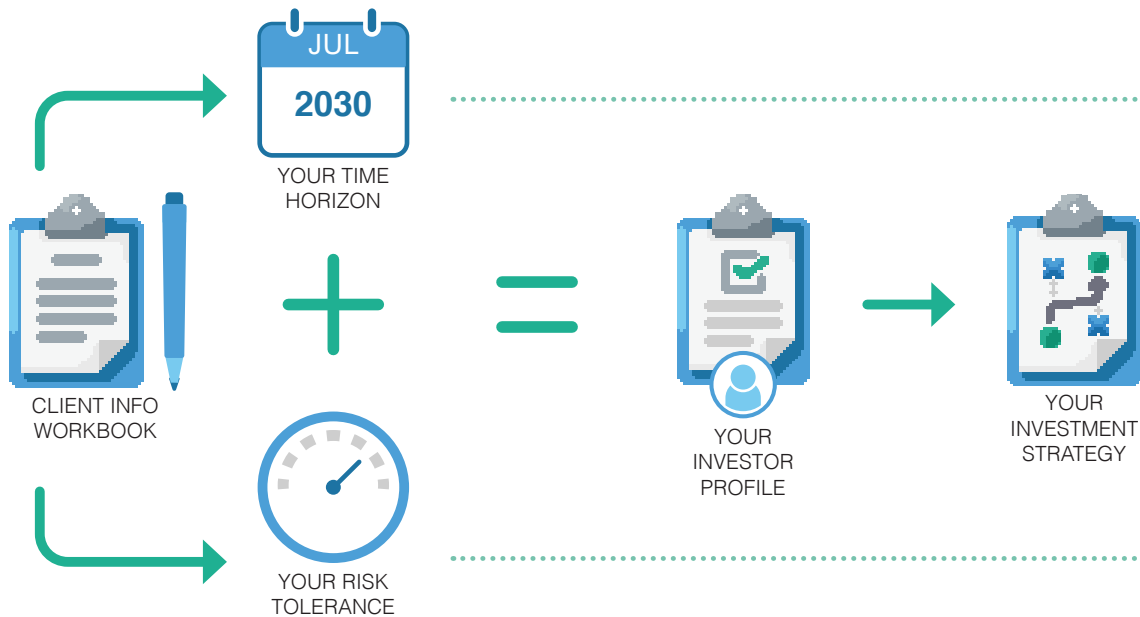 JUL
2030
YOUR TIME
HORIZON
CLIENT INFO
WORKBOOK
YOUR RISK
TOLERANCE
YOUR
INVESTOR
PROFILE
YOUR
INVESTMENT
STRATEGY